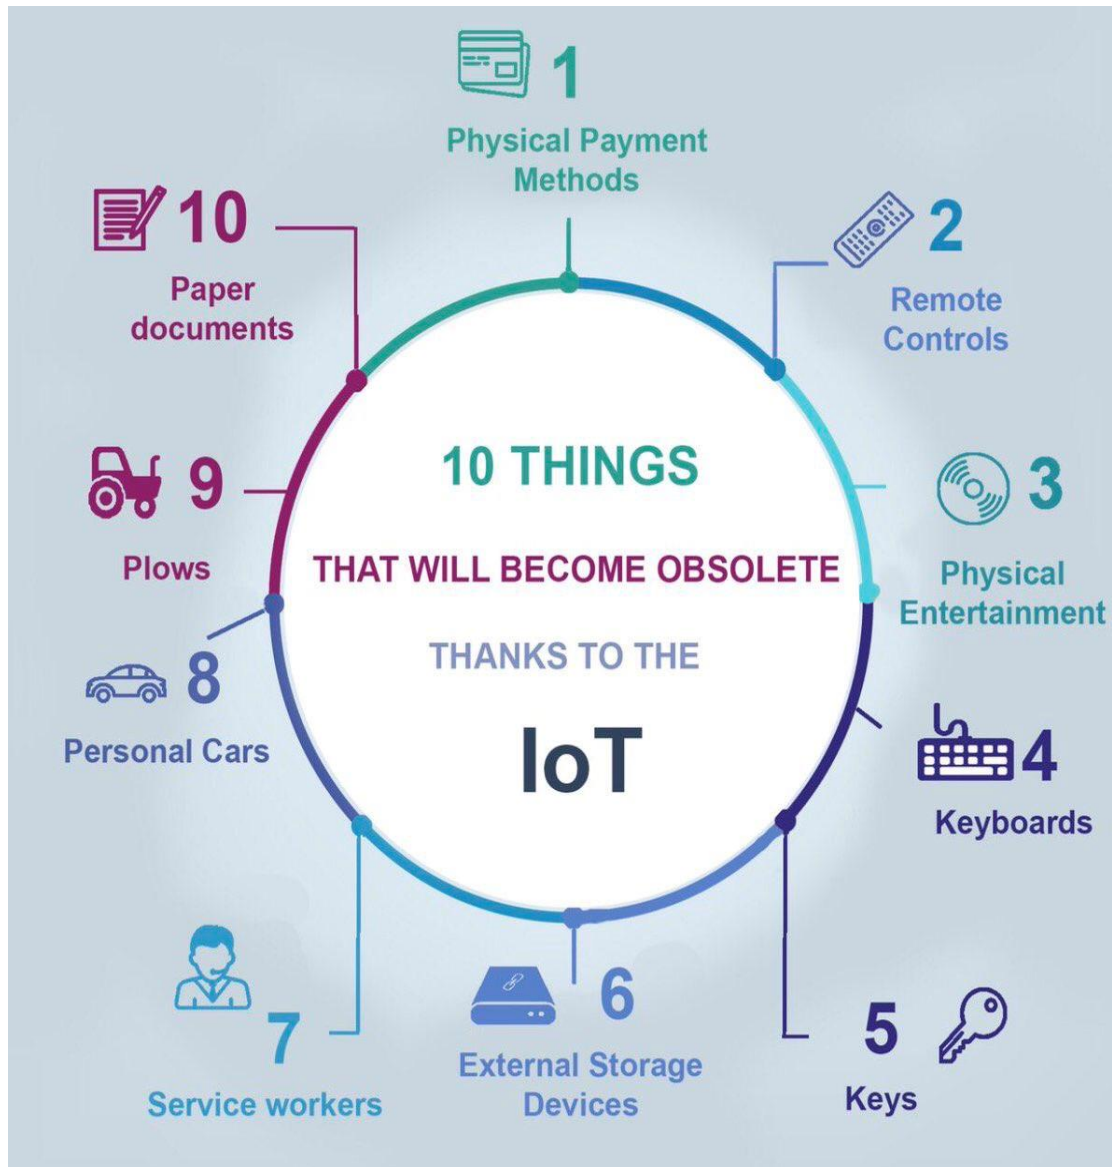 10 THINGS
THAT WILL BECOME OBSOLETE
THANKS TO THE
IoT
1
Physical Payment
Methods
2
Remote
Controls
3
Physical
Entertainment
4
Keyboards
5
Keys
6
External Storage
Devices
7
Service workers
8
Personal Cars
9
Plows
10
Paper
documents